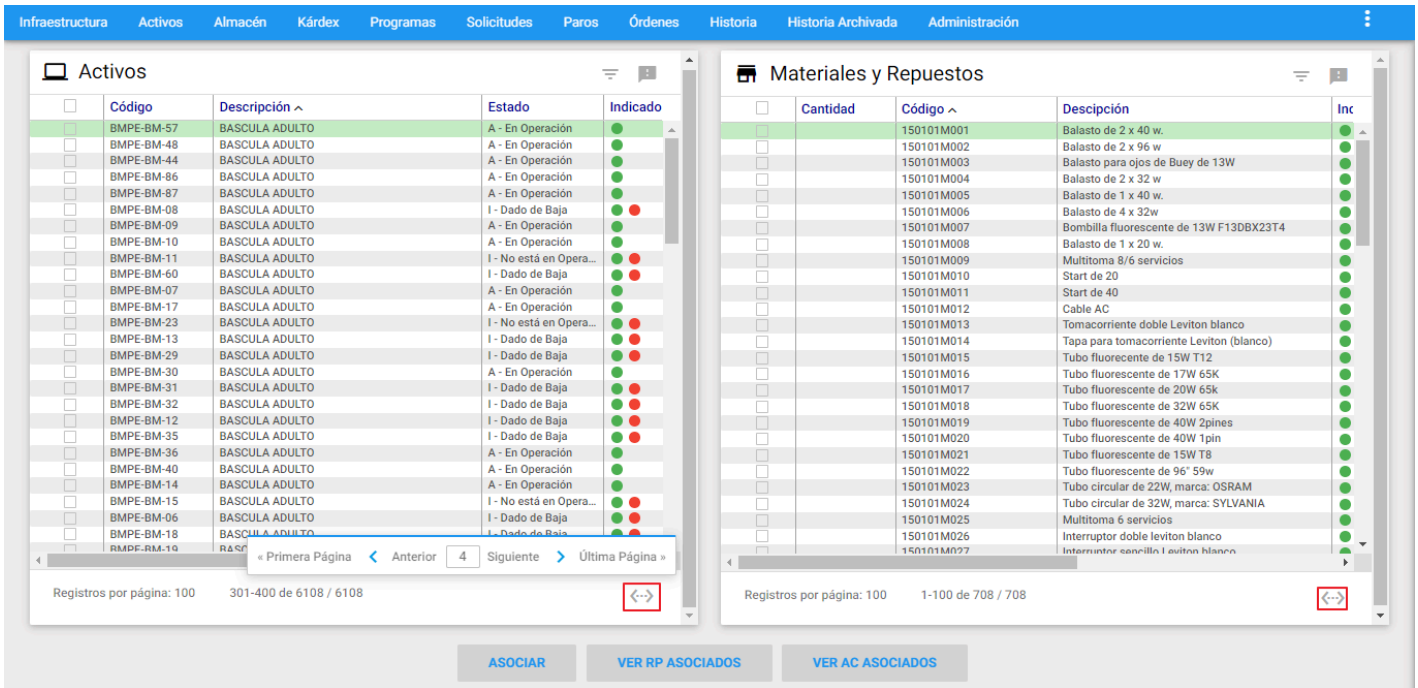 Infraestructura Activos Almacén Kárdex Programas Solicitudes Paros Órdenes Historia Historia Archivada Administración
Activos
Código Descripción Estado Indicado
BMPE-BM-57 BASCULA ADULTO A - En Operación
BMPE-BM-48 BASCULA ADULTO A - En Operación
BMPE-BM-44 BASCULA ADULTO A - En Operación
BMPE-BM-86 BASCULA ADULTO A - En Operación
BMPE-BM-87 BASCULA ADULTO A - En Operación
BMPE-BM-08 BASCULA ADULTO I - Dado de Baja
BMPE-BM-09 BASCULA ADULTO A - En Operación
BMPE-BM-10 BASCULA ADULTO A - En Operación
BMPE-BM-11 BASCULA ADULTO I - No está en Opera...
BMPE-BM-60 BASCULA ADULTO I - Dado de Baja
BMPE-BM-07 BASCULA ADULTO A - En Operación
BMPE-BM-17 BASCULA ADULTO A - En Operación
BMPE-BM-23 BASCULA ADULTO I - No está en Opera...
BMPE-BM-13 BASCULA ADULTO I - Dado de Baja
BMPE-BM-29 BASCULA ADULTO I - Dado de Baja
BMPE-BM-30 BASCULA ADULTO A - En Operación
BMPE-BM-31 BASCULA ADULTO I - Dado de Baja
BMPE-BM-32 BASCULA ADULTO I - Dado de Baja
BMPE-BM-12 BASCULA ADULTO I - Dado de Baja
BMPE-BM-35 BASCULA ADULTO I - Dado de Baja
BMPE-BM-36 BASCULA ADULTO A - En Operación
BMPE-BM-40 BASCULA ADULTO A - En Operación
BMPE-BM-14 BASCULA ADULTO A - En Operación
BMPE-BM-15 BASCULA ADULTO I - No está en Opera...
BMPE-BM-06 BASCULA ADULTO I - Dado de Baja
BMPE-BM-18 BASCULA ADULTO I - Dado de Baja
BMPE-BM-19 BASC
« Primera Página Anterior 4 Siguiente Última Página »
Registros por página: 100 301-400 de 6108 / 6108
Materiales y Repuestos
Cantidad Código Descipción Inc
150101M001 Balasto de 2 x 40 w.
150101M002 Balasto de 2 x 96 w
150101M003 Balasto para ojos de Buey de 13W
150101M004 Balasto de 2 x 32 w
150101M005 Balasto de 1 x 40 w.
150101M006 Balasto de 4 x 32w
150101M007 Bombilla fluorescente de 13W F13DBX23T4
150101M008 Balasto de 1 x 20 w.
150101M009 Multitoma 8/6 servicios
150101M010 Start de 20
150101M011 Start de 40
150101M012 Cable AC
150101M013 Tomacorriente doble Leviton blanco
150101M014 Tapa para tomacorriente Leviton (blanco)
150101M015 Tubo fluorecente de 15W T12
150101M016 Tubo fluorescente de 17W 65K
150101M017 Tubo fluorescente de 20W 65k
150101M018 Tubo fluorescente de 32W 65K
150101M019 Tubo fluorescente de 40W 2pines
150101M020 Tubo fluorescente de 40W 1pin
150101M021 Tubo fluorescente de 15W T8
150101M022 Tubo fluorescente de 96" 59w
150101M023 Tubo circular de 22W, marca: OSRAM
150101M024 Tubo circular de 32W, marca: SYLVANIA
150101M025 Multitoma 6 servicios
150101M026 Interruptor doble leviton blanco
150101M027 Interruptor sencillo Leviton blanco
Registros por página: 100 1-100 de 708 / 708
ASOCIAR VER RP ASOCIADOS VER AC ASOCIADOS